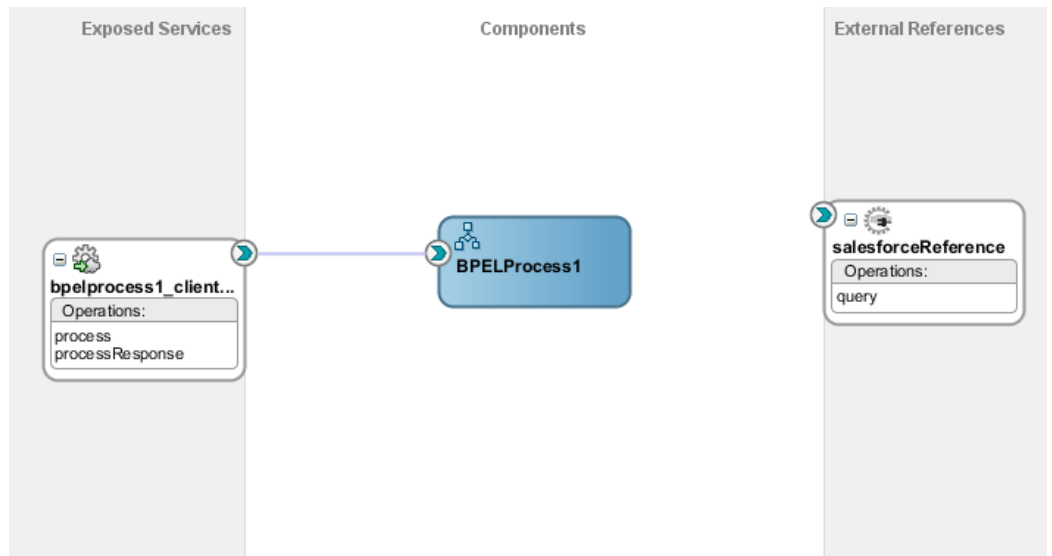 Exposed Services
Components
External References
bpelprocess1_client...
Operations:
process
processResponse
BPELProcess1
salesforceReference
Operations:
query